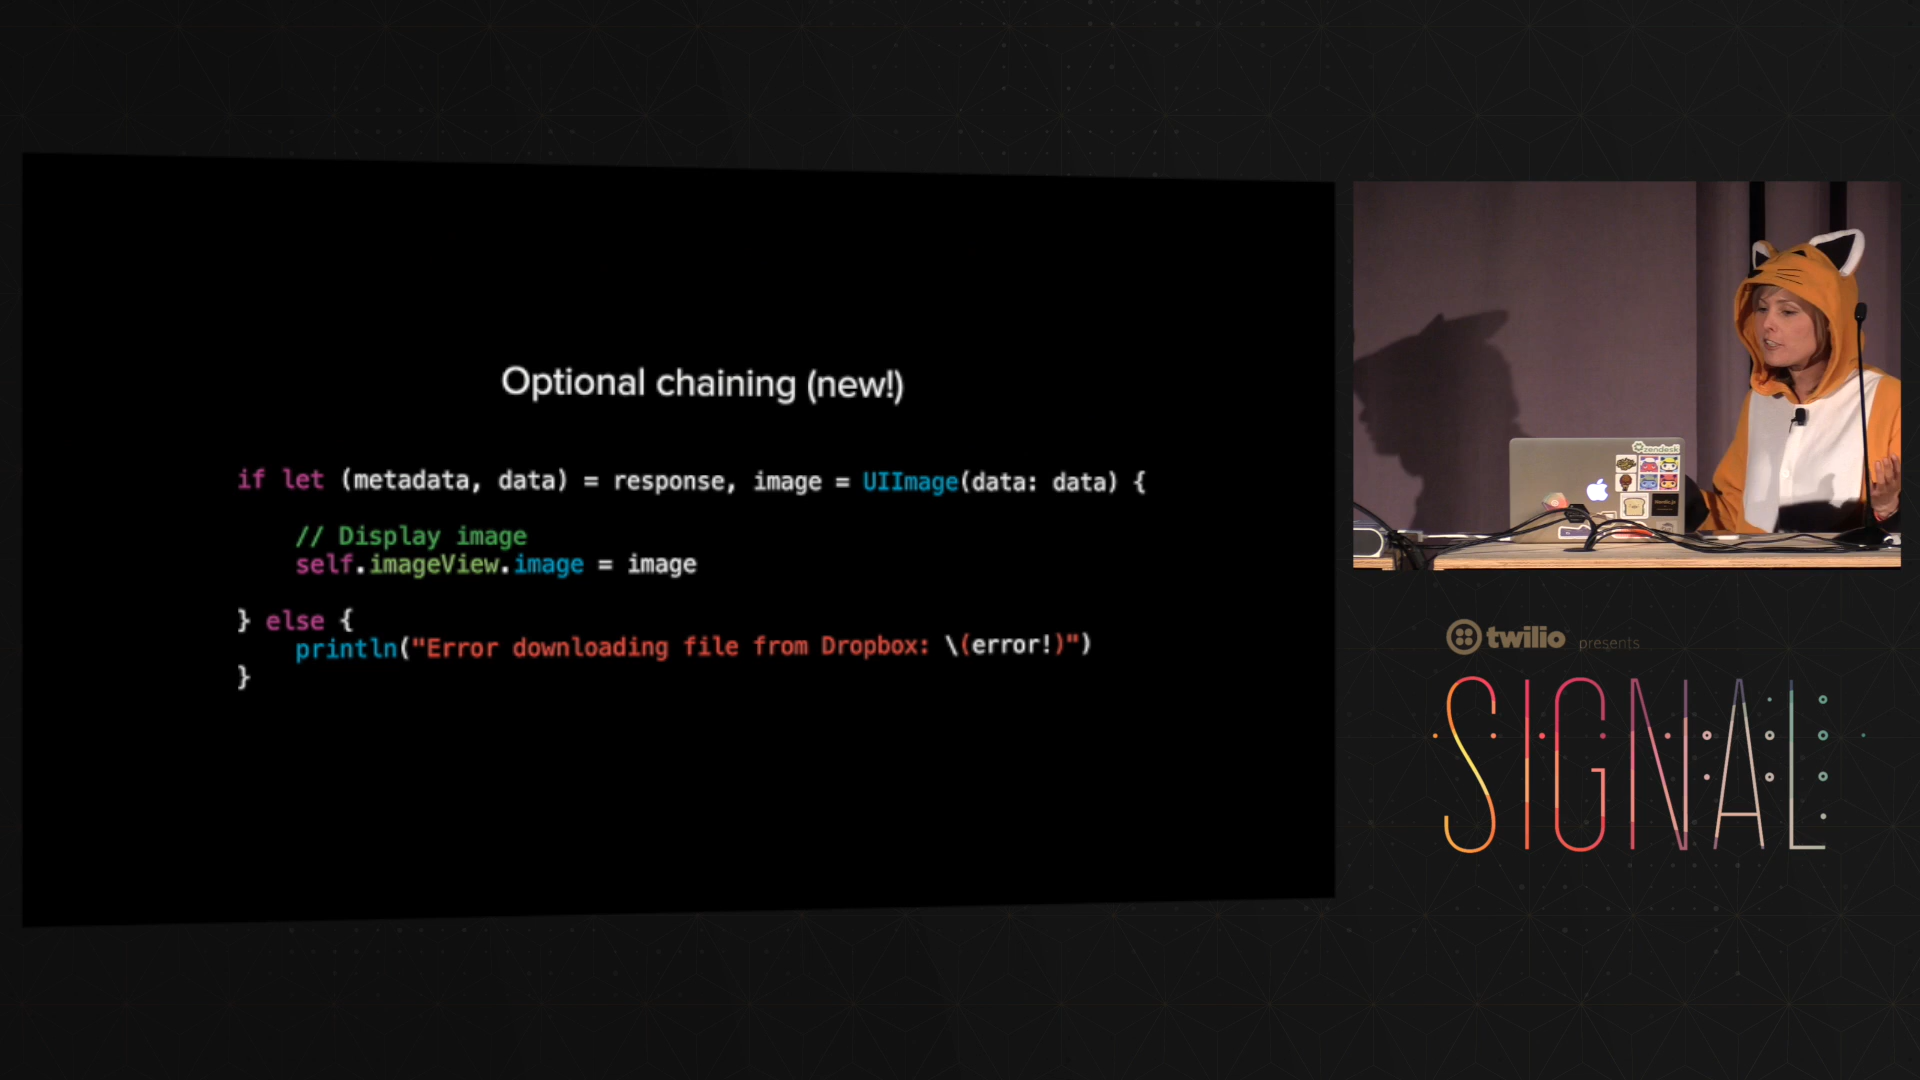 Optional chaining (new!)
if let (metadata, data) = response, image = UIImage(data: data) {
// Display image
self.imageView.image = image
} else {
println("Error downloading file from Dropbox: \(error!)")
}
zendesk
twilio presents
SIGNAL